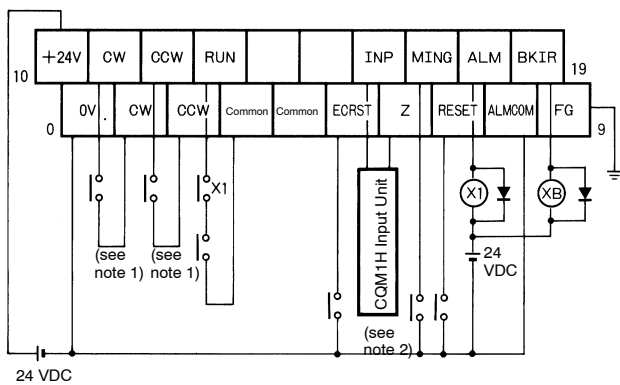 +24V CW CCW RUN INP MING ALM BKIR
10 19
0V CW CCW Common Common ECRST Z RESET ALMCOM FG
0 9
X1
X1 XB
CQM1H Input Unit
(see note 1)
(see note 1)
24 VDC
(see note 2)
24 VDC